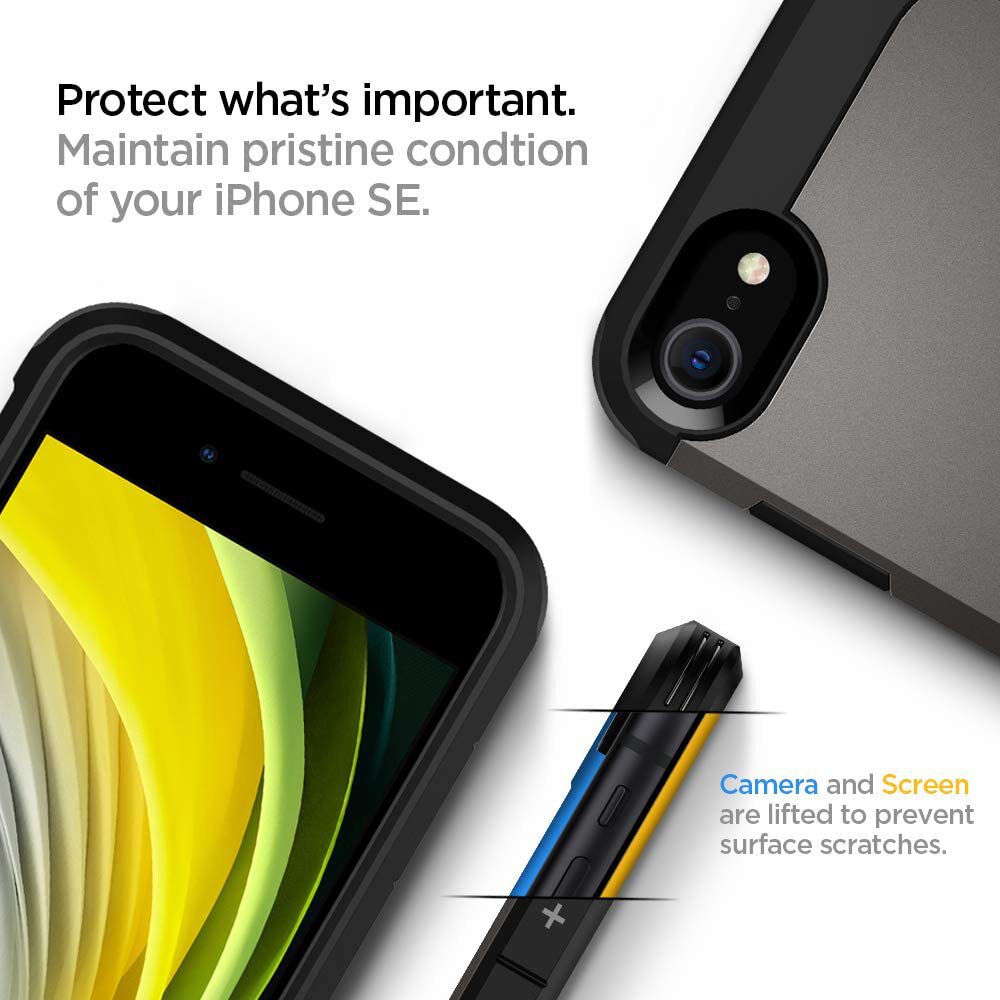 Protect what's important.
Maintain pristine condtion
of your iPhone SE.
Camera and Screen
are lifted to prevent
surface scratches.
+